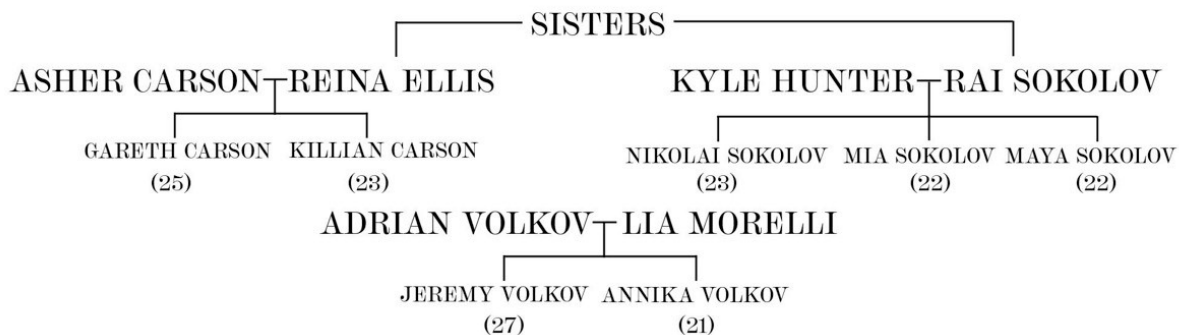 SISTERS
ASHER CARSON REINA ELLIS KYLE HUNTER RAI SOKOLOV
GARETH CARSON KILLIAN CARSON NIKOLAI SOKOLOV MIA SOKOLOV MAYA SOKOLOV
(25) (23) (23) (22) (22)
ADRIAN VOLKOV LIA MORELLI
JEREMY VOLKOV ANNIKA VOLKOV
(27) (21)